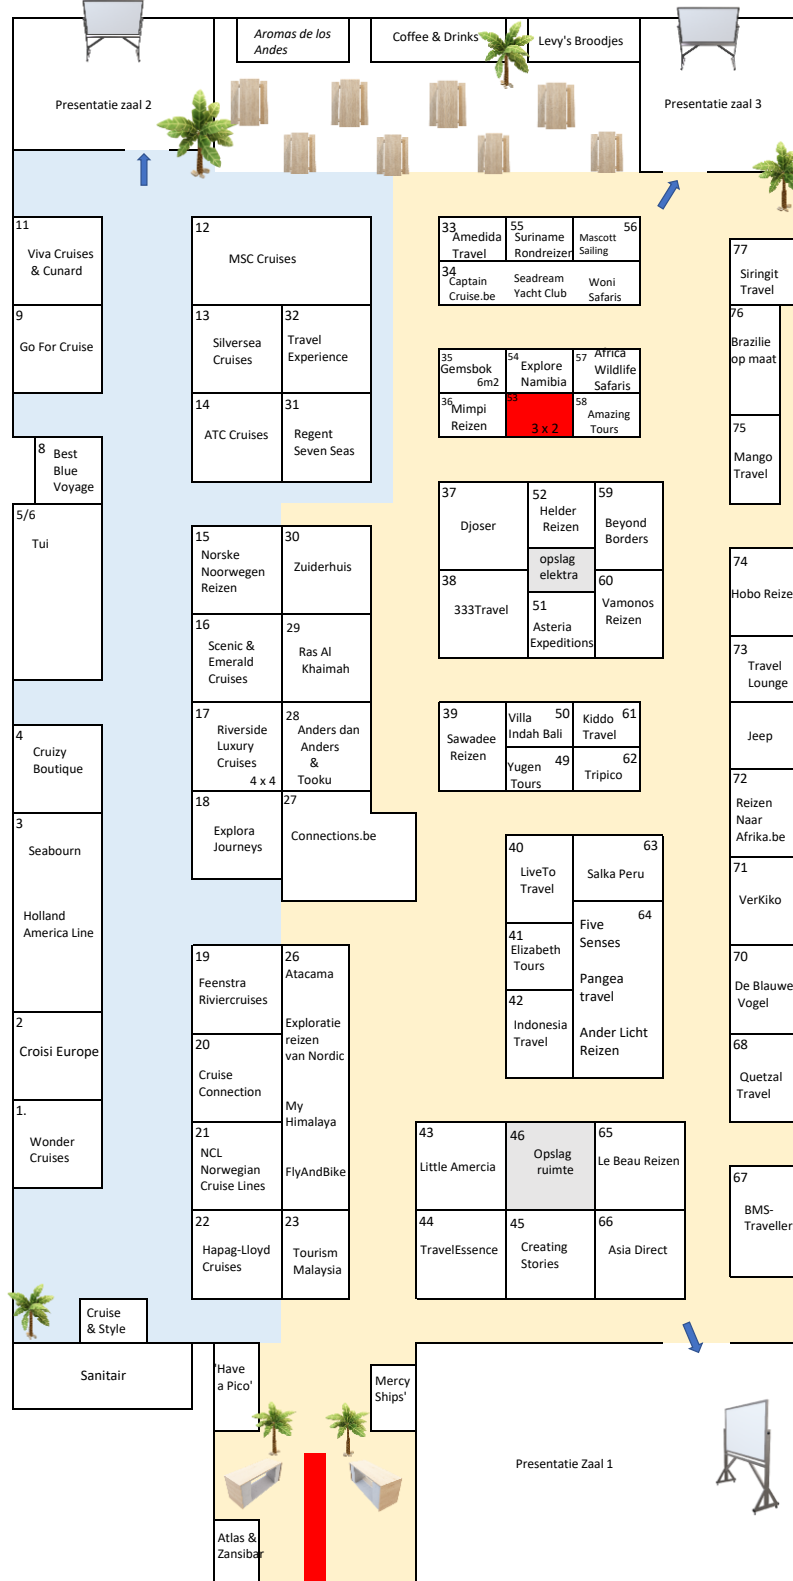 Aromas de los
Andes
Coffee & Drinks
Levy's Broodjes
Presentatie zaal 2
Presentatie zaal 3
11
Viva Cruises
& Cunard
9
Go For Cruise
8
Best
Blue
Voyage
5/6
Tui
4
Cruizy
Boutique
3
Seabourn
Holland
America Line
2
Croisi Europe
1.
Wonder
Cruises
Cruise
& Style
Sanitair
12
MSC Cruises
13
Silversea
Cruises
32
Travel
Experience
14
ATC Cruises
31
Regent
Seven Seas
15
Norske
Noorwegen
Reizen
30
Zuiderhuis
16
Scenic &
Emerald
Cruises
29
Ras Al
Khaimah
17
Riverside
Luxury
Cruises
4 x 4
28
Anders dan
Anders
&
Tooku
18
Explora
Journeys
27
Connections.be
19
Feenstra
Riviercruises
26
Atacama
Exploratie
reizen
van Nordic
My
Himalaya
FlyAndBike
20
Cruise
Connection
21
NCL
Norwegian
Cruise Lines
22
Hapag-Lloyd
Cruises
23
Tourism
Malaysia
33
Amedida
Travel
55
Suriname
Rondreizen
56
Mascott
Sailing
34
Captain
Cruise.be
Seadream
Yacht Club
Woni
Safaris
35
Gemsbok
6m2
54
Explore
Namibia
57
Africa
Wildlife
Safaris
36
Mimpi
Reizen
53
3 x 2
58
Amazing
Tours
37
Djoser
52
Helder
Reizen
59
Beyond
Borders
opslag
elektra
38
333Travel
51
Asteria
Expeditions
60
Vamonos
Reizen
39
Sawadee
Reizen
Villa 50
Indah Bali
Kiddo 61
Travel
49
Yugen
Tours
62
Tripico
40
LiveTo
Travel
63
Salka Peru
41
Elizabeth
Tours
64
Five
Senses
Pangea
travel
Ander Licht
Reizen
42
Indonesia
Travel
43
Little Amercia
46
Opslag
ruimte
65
Le Beau Reizen
44
TravelEssence
45
Creating
Stories
66
Asia Direct
77
Siringit
Travel
76
Brazilie
op maat
75
Mango
Travel
74
Hobo Reize
73
Travel
Lounge
Jeep
72
Reizen
Naar
Afrika.be
71
VerKiko
70
De Blauwe
Vogel
68
Quetzal
Travel
67
BMS-
Traveller
'Have
a Pico'
Mercy
Ships'
Atlas &
Zansibar
Presentatie Zaal 1